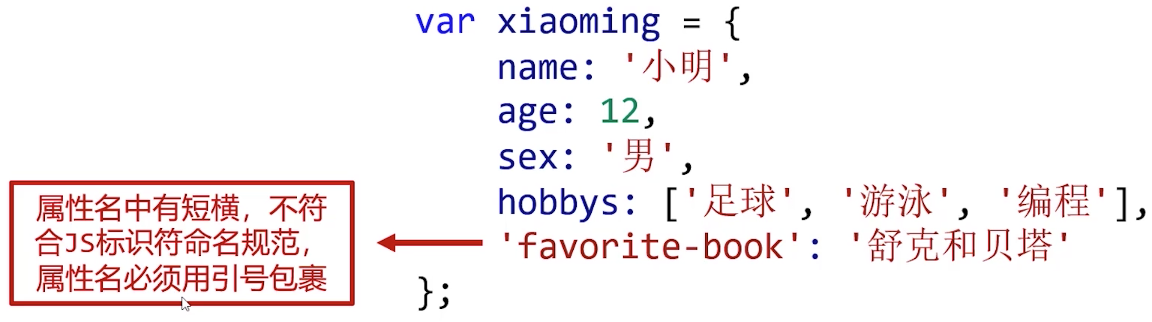 var xiaoming = {
name: '小明',
age: 12,
sex: '男',
hobbys: ['足球', '游泳', '编程'],
'favorite-book': '舒克和贝塔'
};
属性名中有短横，不符
合JS标识符命名规范，
属性名必须用引号包裹